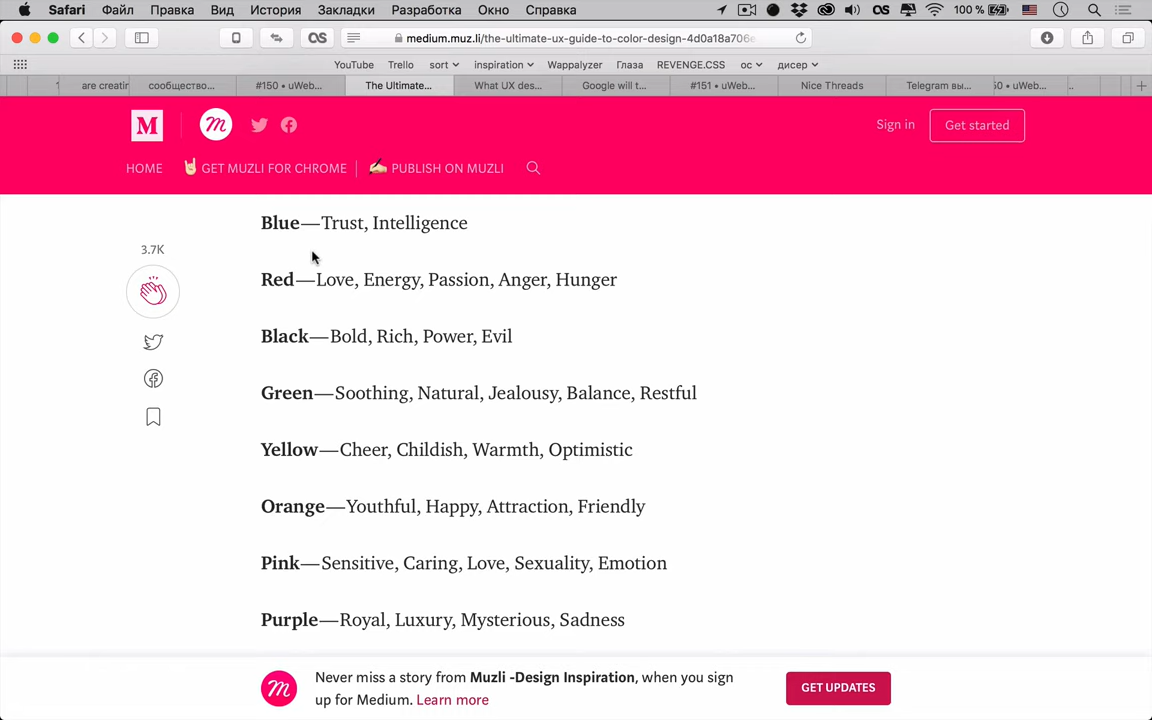 Safari Файл Правка Вид История Закладки Разработка Окно Справка 100 %
medium.muz.li/the-ultimate-ux-guide-to-color-design-4d0a18a706e
YouTube Trello sort inspiration Wappalyzer Глаза REVENGE.CSS ос дисер
are creatin сообщество... #150 • uWeb... The Ultimate... What UX des... Google will t... #151 • uWeb... Nice Threads Telegram вы... 50 • uWeb...
M
Sign in Get started
HOME GET MUZLI FOR CHROME PUBLISH ON MUZLI
Blue—Trust, Intelligence
3.7K
Red—Love, Energy, Passion, Anger, Hunger
Black—Bold, Rich, Power, Evil
Green—Soothing, Natural, Jealousy, Balance, Restful
Yellow—Cheer, Childish, Warmth, Optimistic
Orange—Youthful, Happy, Attraction, Friendly
Pink—Sensitive, Caring, Love, Sexuality, Emotion
Purple—Royal, Luxury, Mysterious, Sadness
Never miss a story from Muzli -Design Inspiration, when you sign
up for Medium. Learn more
GET UPDATES